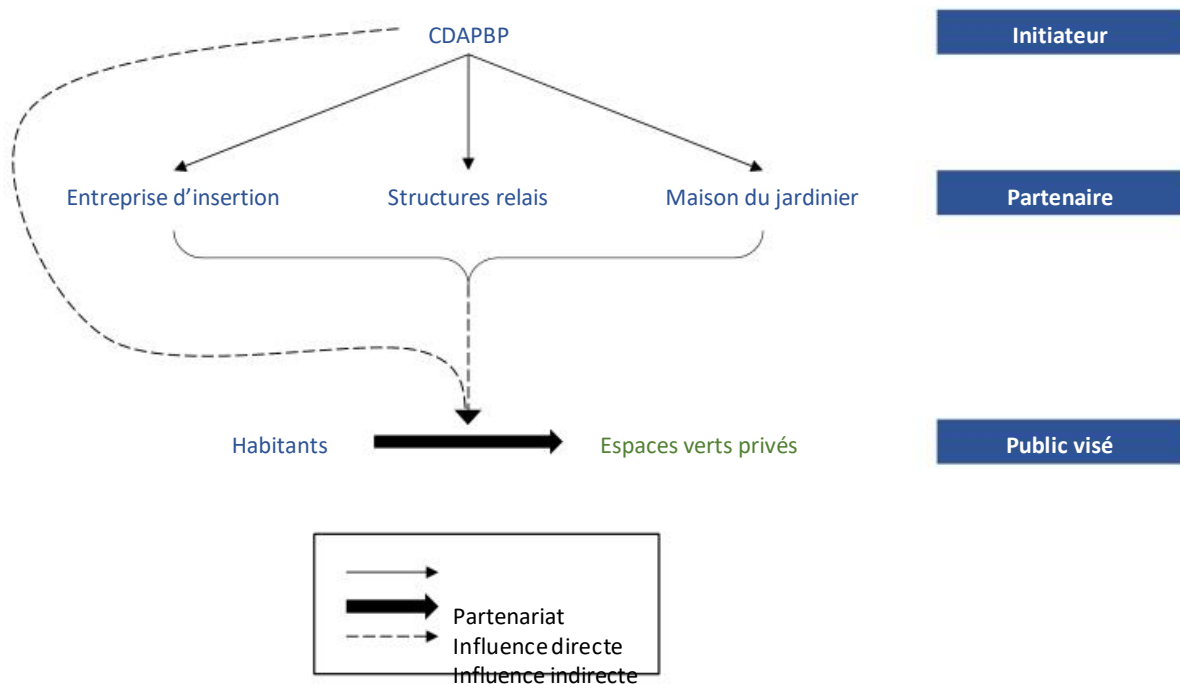 CDAPBP
Initiateur
Entreprise d’insertion
Structures relais
Maison du jardinier
Partenaire
Habitants
Espaces verts privés
Public visé
Partenariat
Influence directe
Influence indirecte